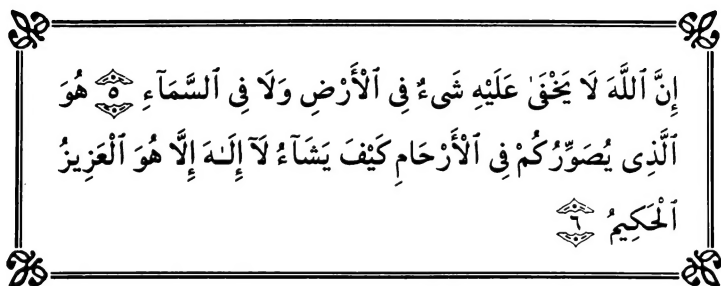 إِنَّ ٱللَّهَ لَا يَخْفَىٰ عَلَيْهِ شَىْءٌ فِى ٱلْأَرْضِ وَلَا فِى ٱلسَّمَآءِ ٥ هُوَ
ٱلَّذِى يُصَوِّرُكُمْ فِى ٱلْأَرْحَامِ كَيْفَ يَشَآءُ لَآ إِلَـٰهَ إِلَّا هُوَ ٱلْعَزِيزُ
ٱلْحَكِيمُ ٦